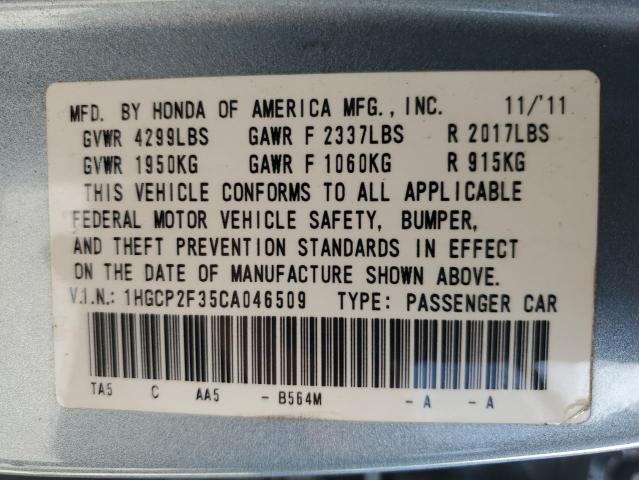 MFD. BY HONDA OF AMERICA MFG., INC. 11/'11
GVWR 4299LBS GAWR F 2337LBS R 2017LBS
GVWR 1950KG GAWR F 1060KG R 915KG
THIS VEHICLE CONFORMS TO ALL APPLICABLE
FEDERAL MOTOR VEHICLE SAFETY, BUMPER,
AND THEFT PREVENTION STANDARDS IN EFFECT
ON THE DATE OF MANUFACTURE SHOWN ABOVE.
V.I.N.: 1HGCP2F35CA046509 TYPE: PASSENGER CAR
TA5 C AA5 - B564M - A - A